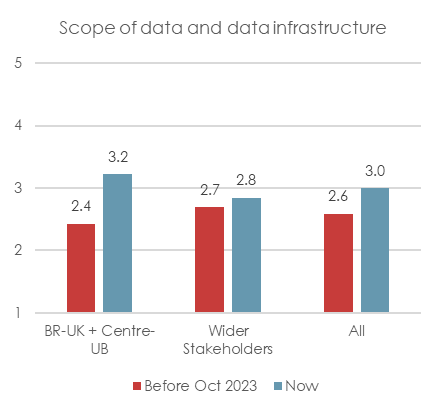 Scope of data and data infrastructure
5
4
3
2
1
2.4
3.2
2.7
2.8
2.6
3.0
BR-UK + Centre-
UB
Wider
Stakeholders
All
Before Oct 2023
Now